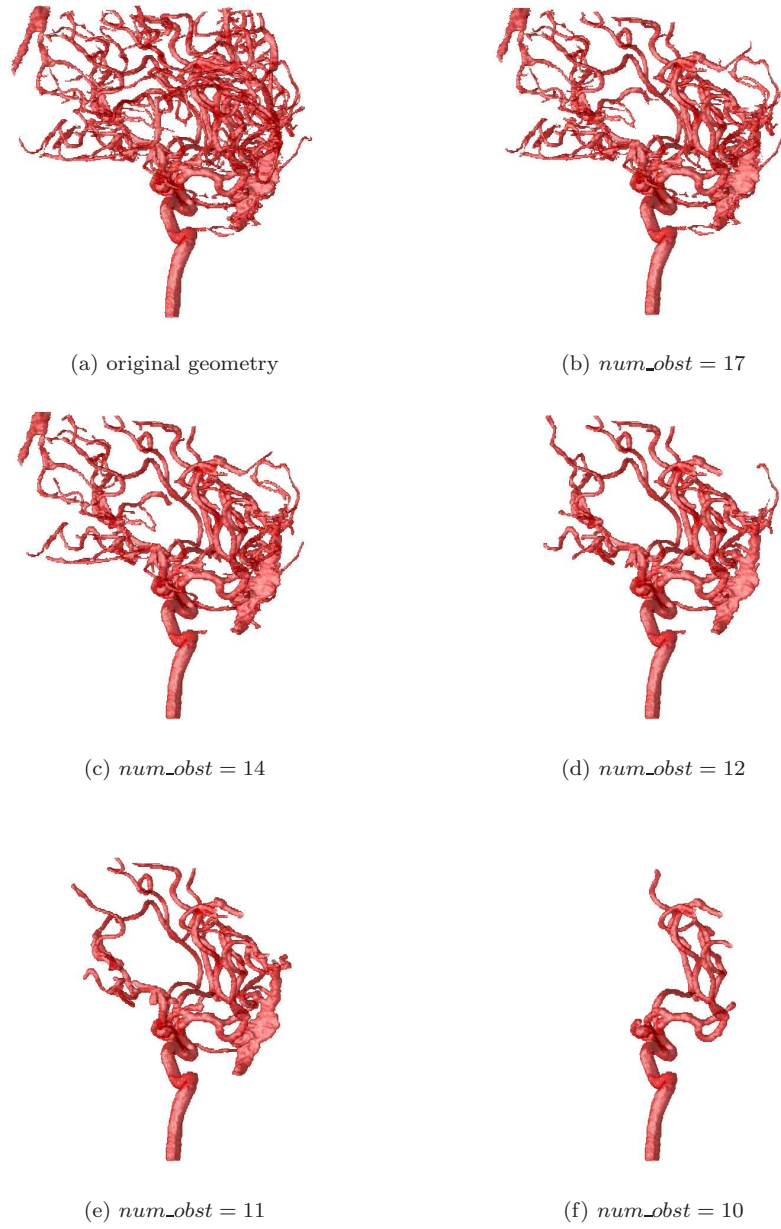 (a) original geometry
(b) num_obst = 17
(c) num_obst = 14
(d) num_obst = 12
(e) num_obst = 11
(f) num_obst = 10